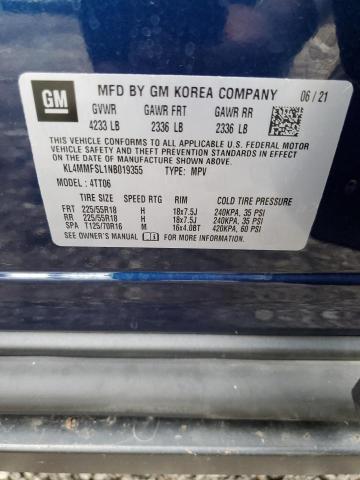 GM
MFD BY GM KOREA COMPANY 06/21
GVWR GAWR FRT GAWR RR
4233 LB 2336 LB 2336 LB
THIS VEHICLE CONFORMS TO ALL APPLICABLE U.S. FEDERAL MOTOR
VEHICLE SAFETY AND THEFT PREVENTION STANDARDS IN EFFECT ON
THE DATE OF MANUFACTURE SHOWN ABOVE.
KL4MMFSL1NB019355 TYPE: MPV
MODEL: 4TT06
TIRE SIZE SPEED RTG RIM COLD TIRE PRESSURE
FRT 225/55R18 H 18x7.5J 240KPA, 35 PSI
RR 225/55R18 H 18x7.5J 240KPA, 35 PSI
SPA T125/70R16 M 16x4.0BT 420KPA, 60 PSI
SEE OWNER'S MANUAL FOR MORE INFORMATION.